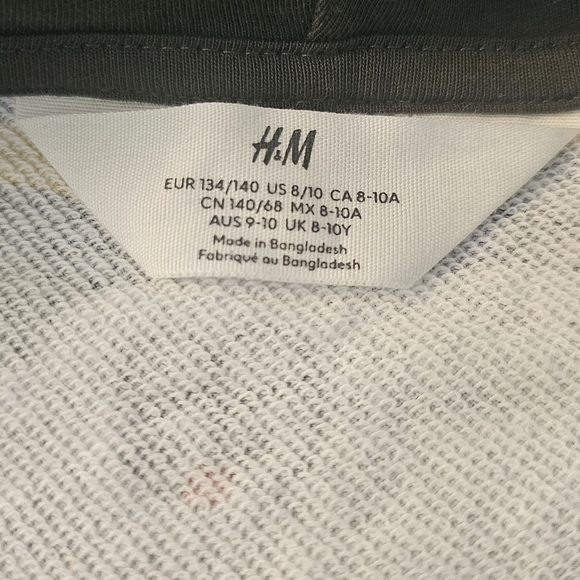 H&M
EUR 134/140 US 8/10 CA 8-10A
CN 140/68 MX 8-10A
AUS 9-10 UK 8-10Y
Made in Bangladesh
Fabriqué au Bangladesh